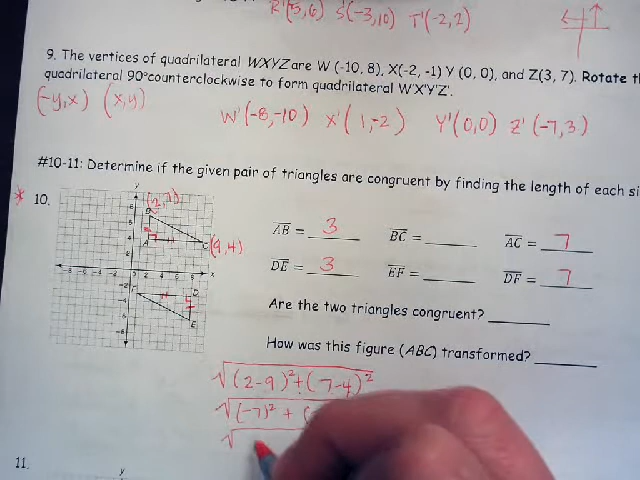 R'(5,6) S'(-3,10) T'(-2,2)
9. The vertices of quadrilateral WXYZ are W (-10, 8), X(-2, -1) Y (0, 0), and Z(3, 7). Rotate
quadrilateral 90°counterclockwise to form quadrilateral W'X'Y'Z'.
(-y,x) (x,y)
W'(-8,-10) X'( 1,-2) Y'(0,0) Z'(-7,3)
#10-11: Determine if the given pair of triangles are congruent by finding the length of each
* 10.
(2,7)
(9,4)
AB = 3 BC = ____ AC = 7
DE = 3 EF = ____ DF = 7
Are the two triangles congruent? ____
How was this figure (ABC) transformed? ____
√(2-9)²+(7-4)²
√(-7)² + (
√
11.
y